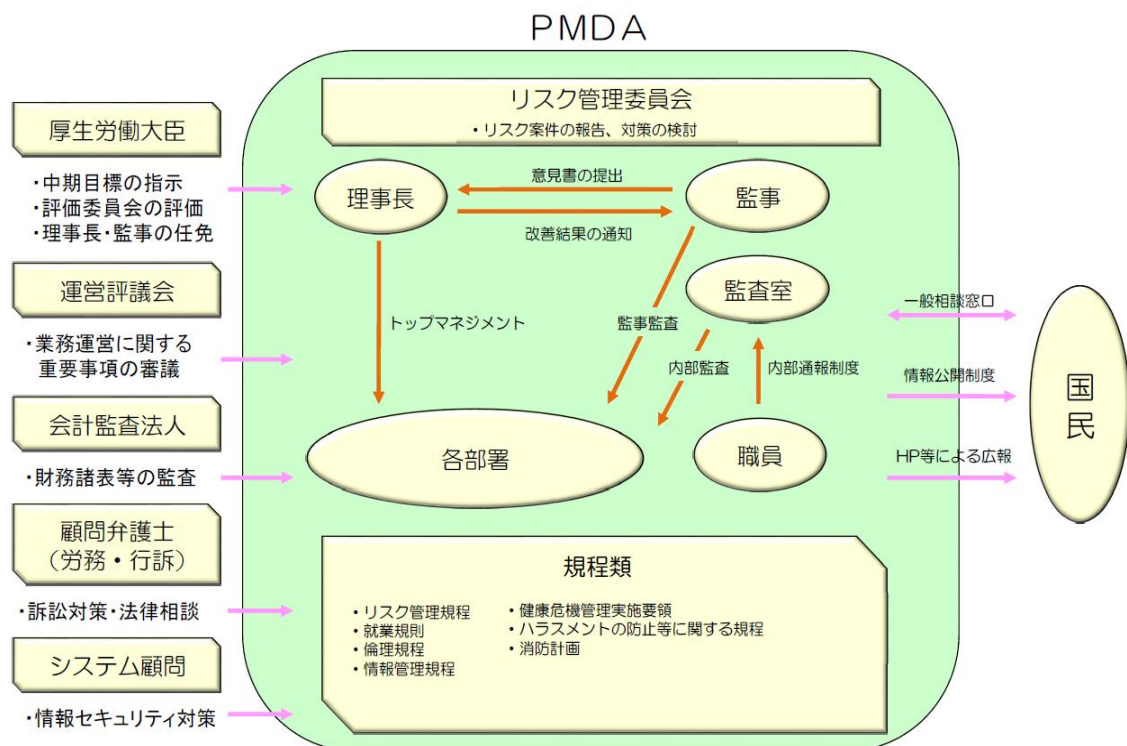 PMDA
厚生労働大臣
・中期目標の指示
・評価委員会の評価
・理事長・監事の任免
運営評議会
・業務運営に関する
重要事項の審議
会計監査法人
・財務諸表等の監査
顧問弁護士
（労務・行訴）
・訴訟対策・法律相談
システム顧問
・情報セキュリティ対策
リスク管理委員会
・リスク案件の報告、対策の検討
理事長
意見書の提出
監事
改善結果の通知
監査室
トップマネジメント
監事監査
内部監査
内部通報制度
各部署
職員
規程類
・リスク管理規程
・就業規則
・倫理規程
・情報管理規程
・健康危機管理実施要領
・ハラスメントの防止等に関する規程
・消防計画
一般相談窓口
情報公開制度
HP等による広報
国民